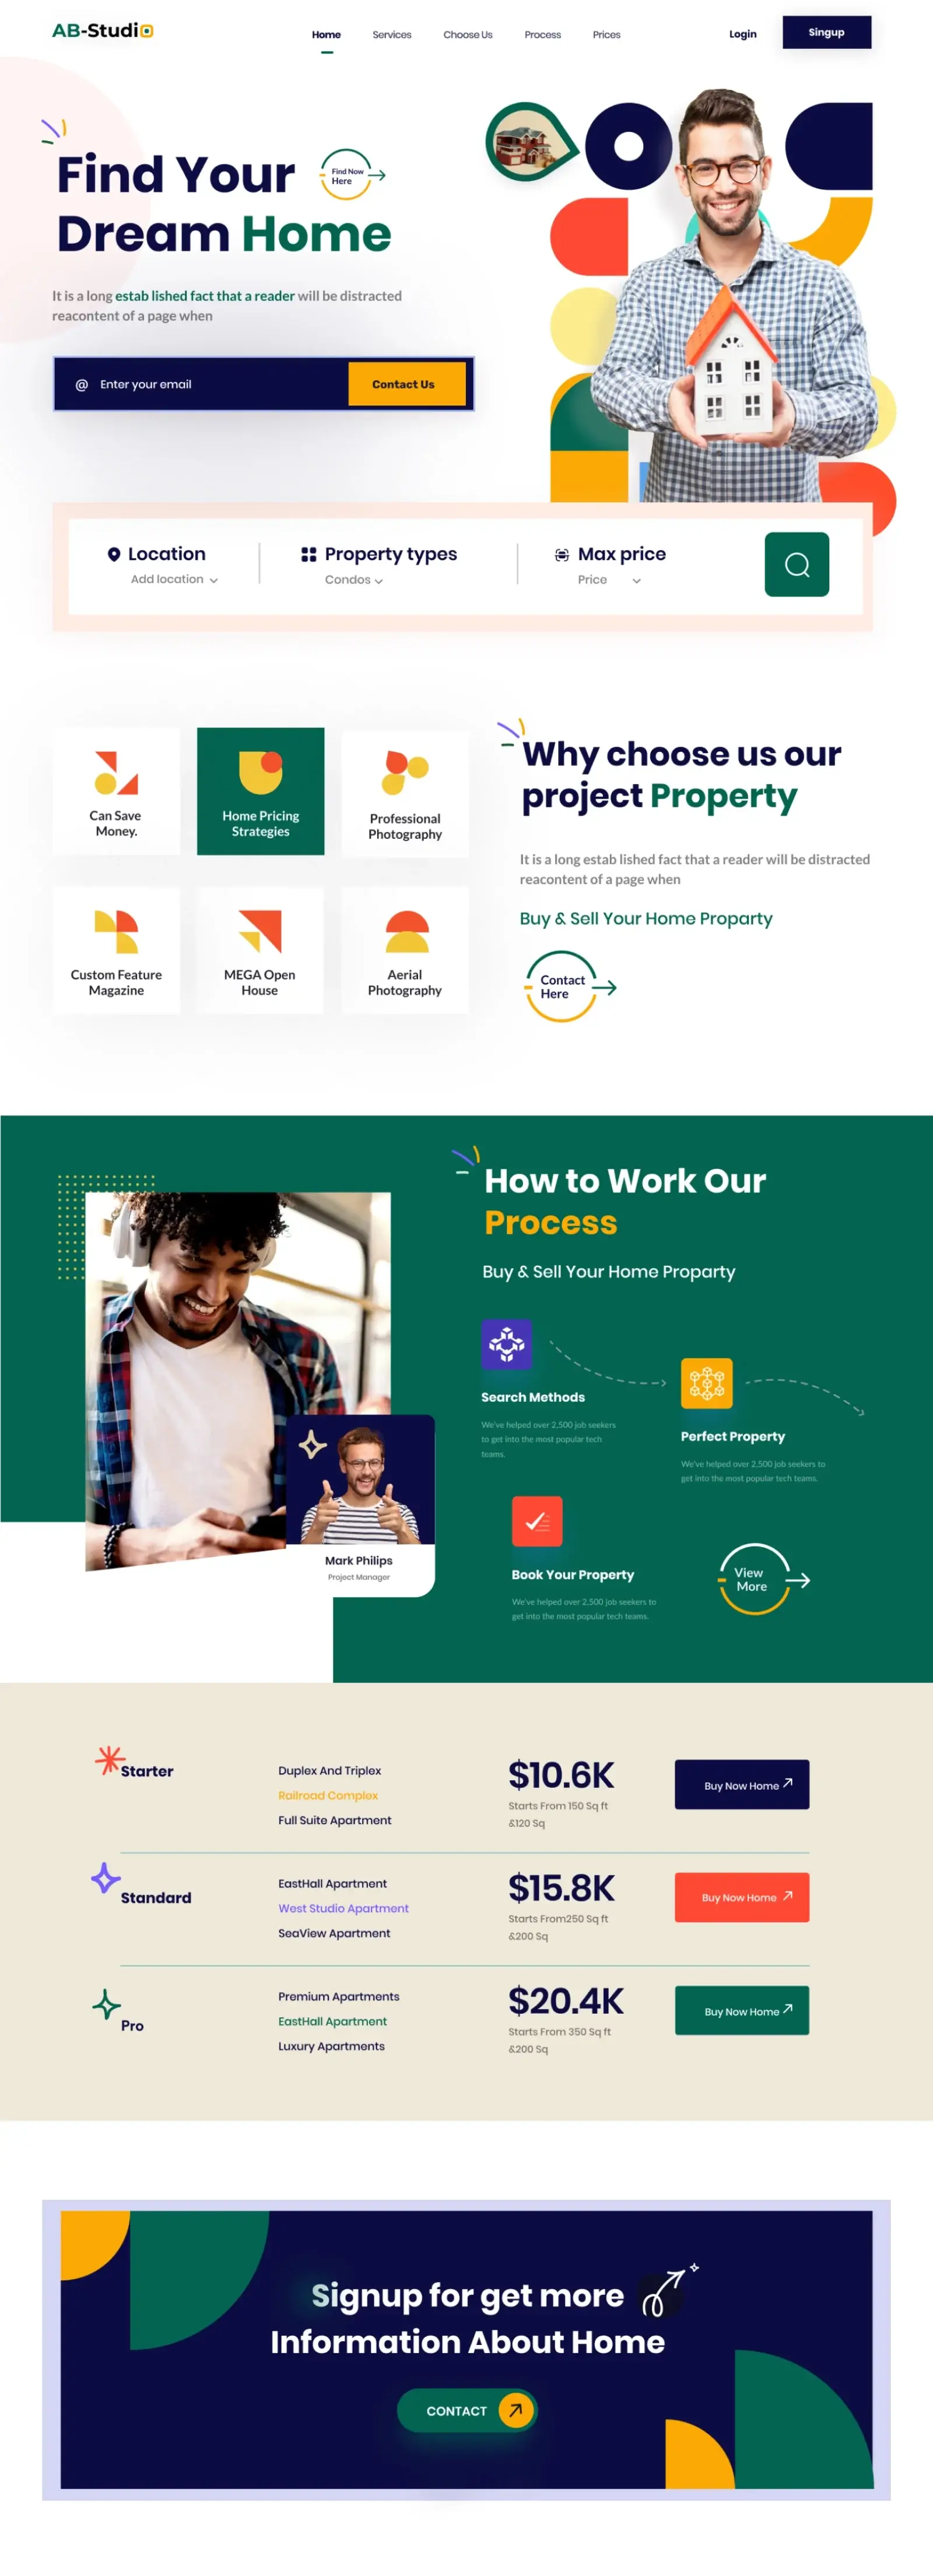 AB-Studio
Home
Services
Choose Us
Process
Prices
Login
Singup
Find Your
Dream Home
Find Now
Here
It is a long estab lished fact that a reader will be distracted
reacontent of a page when
@ Enter your email
Contact Us
Location
Add location
Property types
Condos
Max price
Price
Can Save
Money.
Home Pricing
Strategies
Professional
Photography
Custom Feature
Magazine
MEGA Open
House
Aerial
Photography
Why choose us our
project Property
It is a long estab lished fact that a reader will be distracted
reacontent of a page when
Buy & Sell Your Home Proparty
Contact
Here
How to Work Our
Process
Buy & Sell Your Home Proparty
Search Methods
We've helped over 2,500 job seekers
to get into the most popular tech
teams.
Perfect Property
We've helped over 2,500 job seekers to
get into the most popular tech teams.
Mark Philips
Project Manager
Book Your Property
We've helped over 2,500 job seekers to
get into the most popular tech teams.
View
More
Starter
Duplex And Triplex
Railroad Complex
Full Suite Apartment
$10.6K
Starts From 150 Sq ft
&120 Sq
Buy Now Home
Standard
EastHall Apartment
West Studio Apartment
SeaView Apartment
$15.8K
Starts From250 Sq ft
&200 Sq
Buy Now Home
Pro
Premium Apartments
EastHall Apartment
Luxury Apartments
$20.4K
Starts From 350 Sq ft
&200 Sq
Buy Now Home
Signup for get more
Information About Home
CONTACT